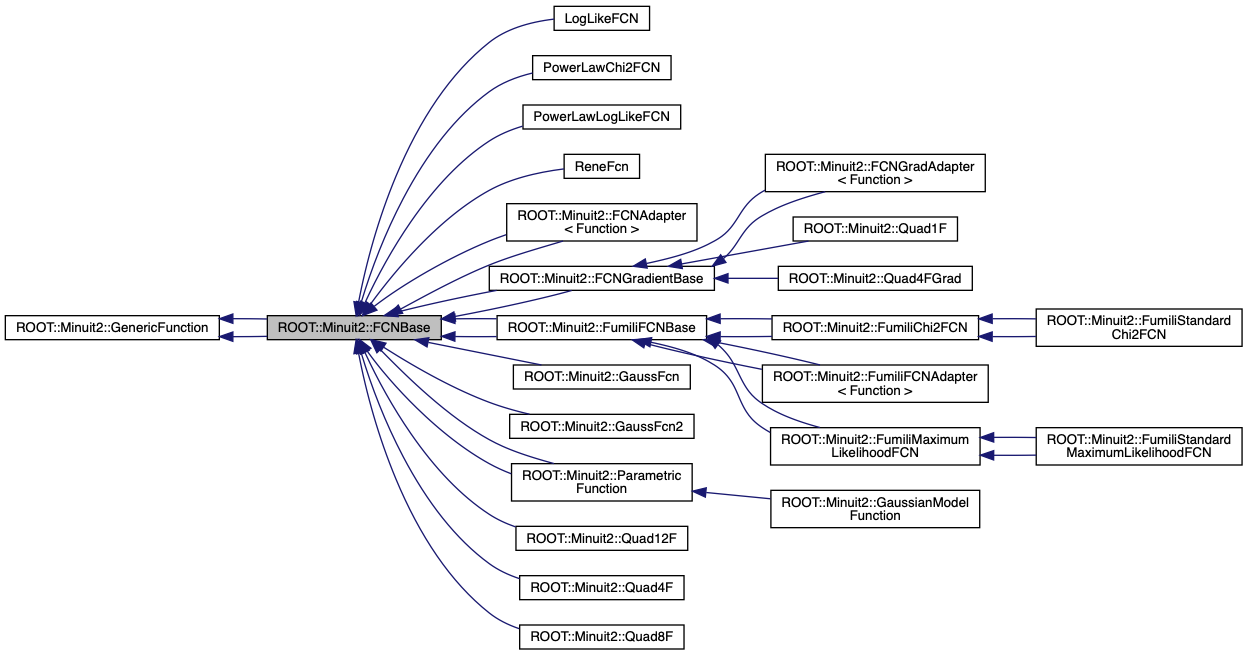 LogLikeFCN
PowerLawChi2FCN
PowerLawLogLikeFCN
ReneFcn
ROOT::Minuit2::FCNAdapter
< Function >
ROOT::Minuit2::FCNGradAdapter
< Function >
ROOT::Minuit2::Quad1F
ROOT::Minuit2::FCNGradientBase
ROOT::Minuit2::Quad4FGrad
ROOT::Minuit2::GenericFunction
ROOT::Minuit2::FCNBase
ROOT::Minuit2::FumiliFCNBase
ROOT::Minuit2::FumiliChi2FCN
ROOT::Minuit2::FumiliStandard
Chi2FCN
ROOT::Minuit2::GaussFcn
ROOT::Minuit2::FumiliFCNAdapter
< Function >
ROOT::Minuit2::GaussFcn2
ROOT::Minuit2::FumiliMaximum
LikelihoodFCN
ROOT::Minuit2::FumiliStandard
MaximumLikelihoodFCN
ROOT::Minuit2::Parametric
Function
ROOT::Minuit2::GaussianModel
Function
ROOT::Minuit2::Quad12F
ROOT::Minuit2::Quad4F
ROOT::Minuit2::Quad8F